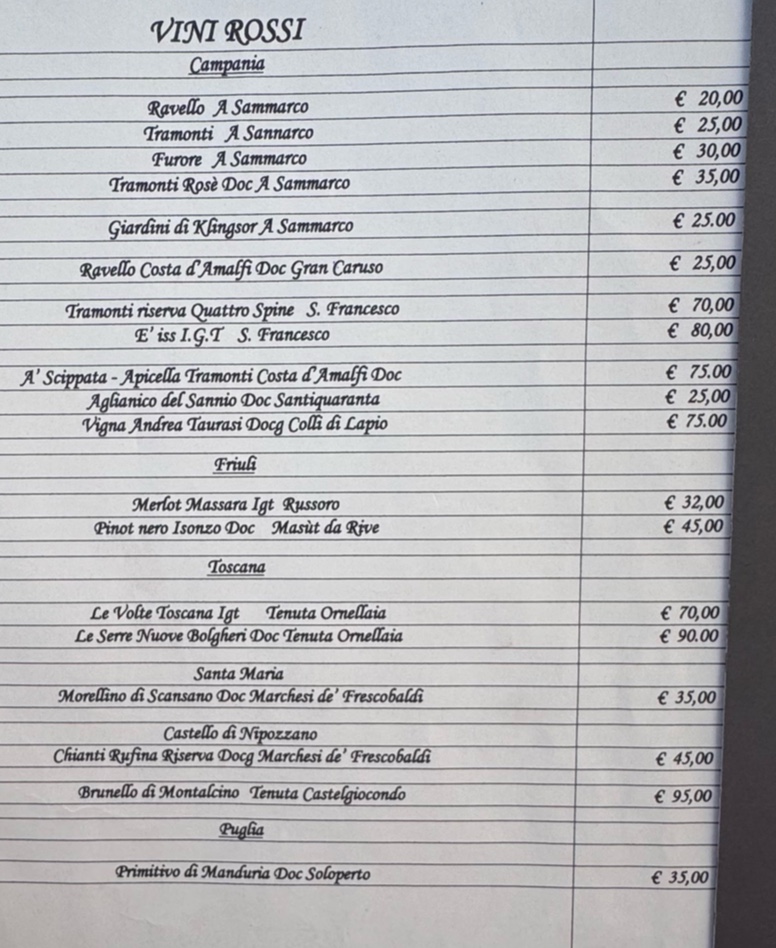 VINI ROSSI
Campania
Ravello A Sammarco € 20,00
Tramonti A Sannarco € 25,00
Furore A Sammarco € 30,00
Tramonti Rosè Doc A Sammarco € 35,00
Giardini di Klingsor A Sammarco € 25.00
Ravello Costa d'Amalfi Doc Gran Caruso € 25,00
Tramonti riserva Quattro Spine S. Francesco € 70,00
E' iss I.G.T S. Francesco € 80,00
A' Scippata - Apicella Tramonti Costa d'Amalfi Doc € 75.00
Aglianico del Sannio Doc Santiquaranta € 25,00
Vigna Andrea Taurasi Docg Colli di Lapio € 75.00
Friuli
Merlot Massara Igt Russoro € 32,00
Pinot nero Isonzo Doc Masùt da Rive € 45,00
Toscana
Le Volte Toscana Igt Tenuta Ornellaia € 70,00
Le Serre Nuove Bolgheri Doc Tenuta Ornellaia € 90.00
Santa Maria
Morellino di Scansano Doc Marchesi de' Frescobaldi € 35,00
Castello di Nipozzano
Chianti Rufina Riserva Docg Marchesi de' Frescobaldi € 45,00
Brunello di Montalcino Tenuta Castelgiocondo € 95,00
Puglia
Primitivo di Manduria Doc Soloperto € 35,00